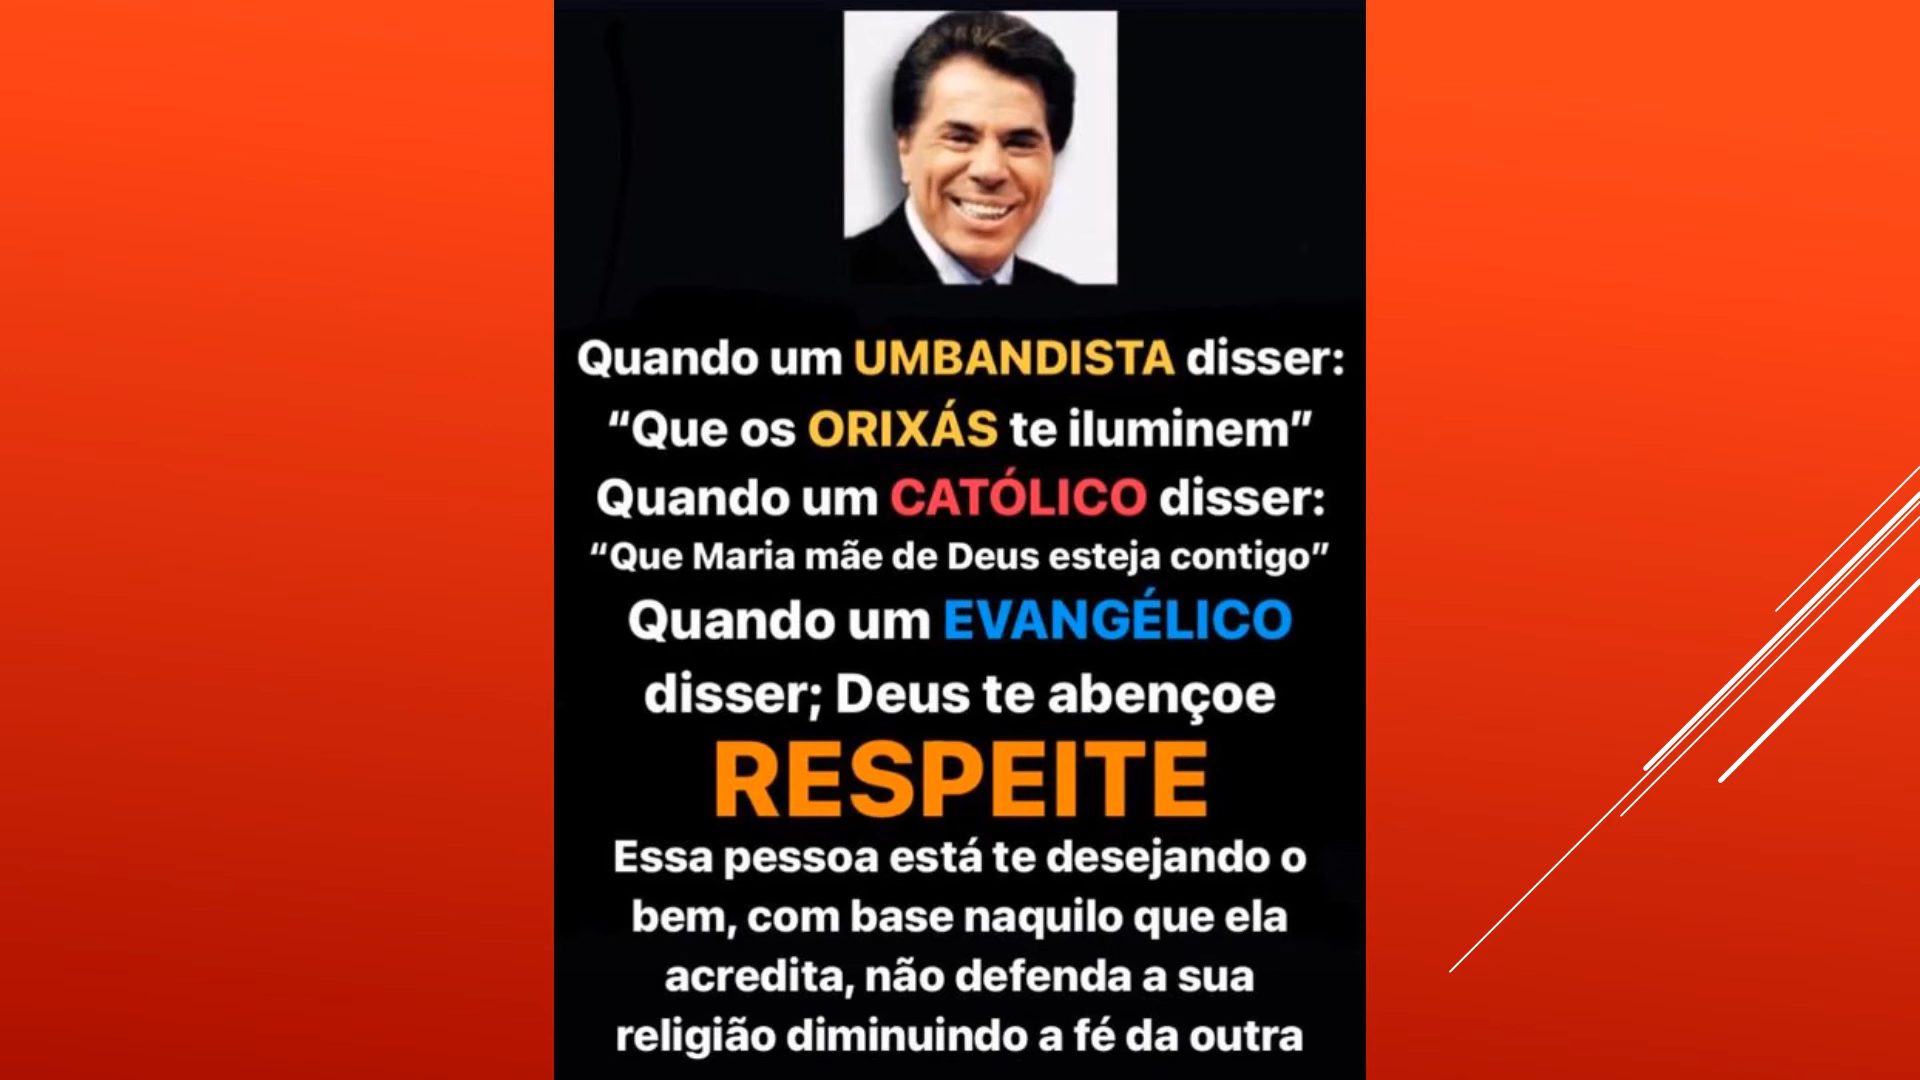 Quando um UMBANDISTA disser:
“Que os ORIXÁS te iluminem”
Quando um CATÓLICO disser:
“Que Maria mãe de Deus esteja contigo”
Quando um EVANGÉLICO
disser; Deus te abençoe
RESPEITE
Essa pessoa está te desejando o
bem, com base naquilo que ela
acredita, não defenda a sua
religião diminuindo a fé da outra